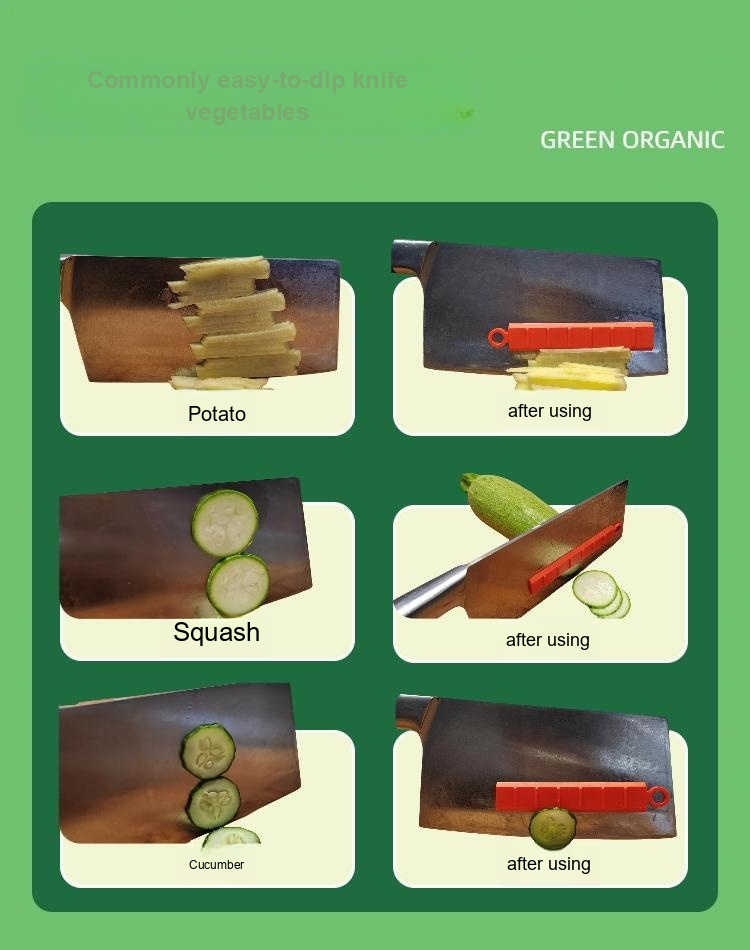 Commonly easy-to-dip knife
vegetables
GREEN ORGANIC
Potato
after using
Squash
after using
Cucumber
after using